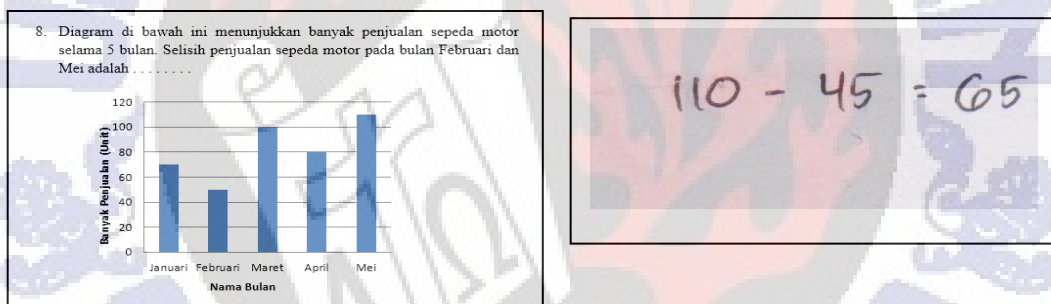 8. Diagram di bawah ini menunjukkan banyak penjualan sepeda motor
selama 5 bulan. Selisih penjualan sepeda motor pada bulan Februari dan
Mei adalah . . . . . . . .
120
100
80
60
40
20
0
Banyak Penjualan (Unit)
Januari Februari Maret April Mei
Nama Bulan
110 - 45 = 65